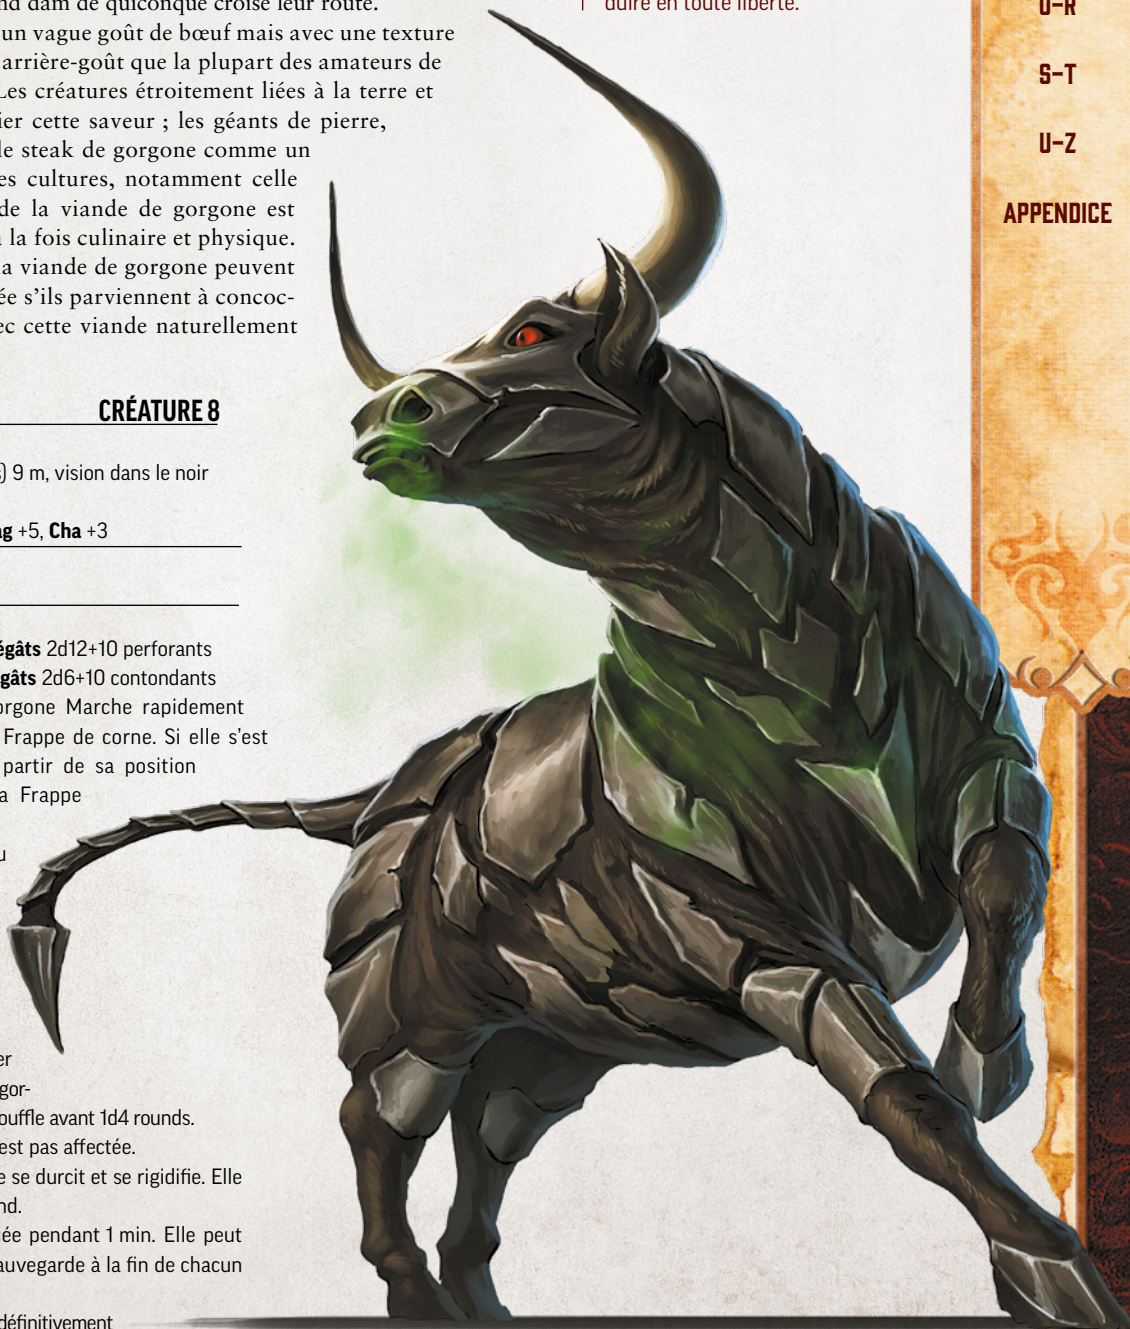 nd dam de quiconque croise leur route.
un vague goût de bœuf mais avec une texture
arrière-goût que la plupart des amateurs de
Les créatures étroitement liées à la terre et
ier cette saveur ; les géants de pierre,
le steak de gorgone comme un
es cultures, notamment celle
de la viande de gorgone est
à la fois culinaire et physique.
la viande de gorgone peuvent
ée s'ils parviennent à concoc-
ec cette viande naturellement
CRÉATURE 8
) 9 m, vision dans le noir
ag +5, Cha +3
égâts 2d12+10 perforants
gâts 2d6+10 contondants
orgone Marche rapidement
Frappe de corne. Si elle s'est
partir de sa position
a Frappe
u
er
gor-
ouffle avant 1d4 rounds.
est pas affectée.
e se durcit et se rigidifie. Elle
nd.
ée pendant 1 min. Elle peut
auvegarde à la fin de chacun
définitivement
duire en toute liberté.
S–T
U–Z
APPENDICE